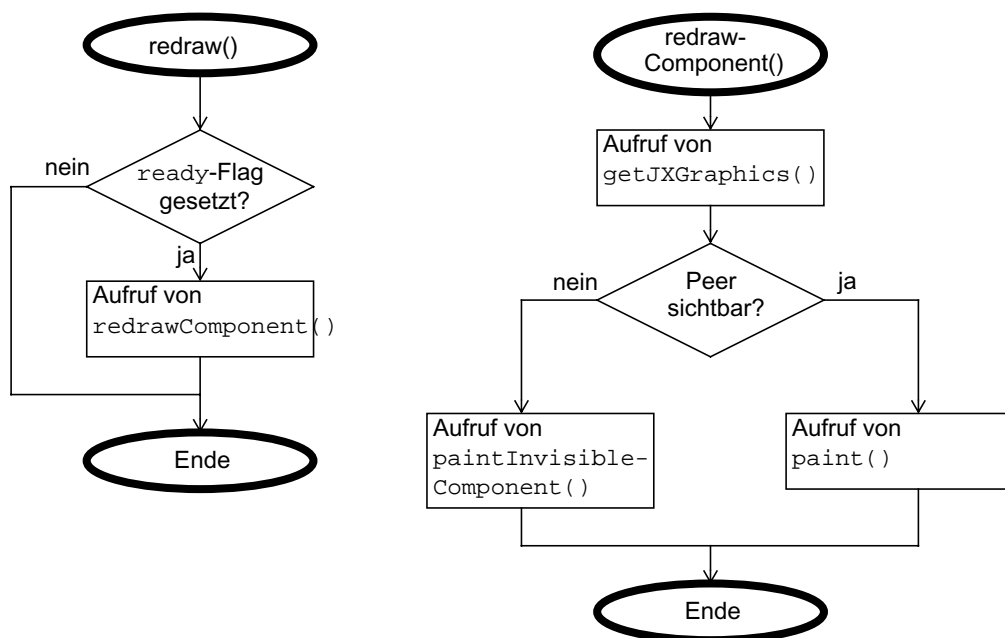 redraw()
nein
ready-Flag
gesetzt?
ja
Aufruf von
redrawComponent()
Ende
redraw-
Component()
Aufruf von
getJXGraphics()
nein
Peer
sichtbar?
ja
Aufruf von
paintInvisible-
Component()
Aufruf von
paint()
Ende